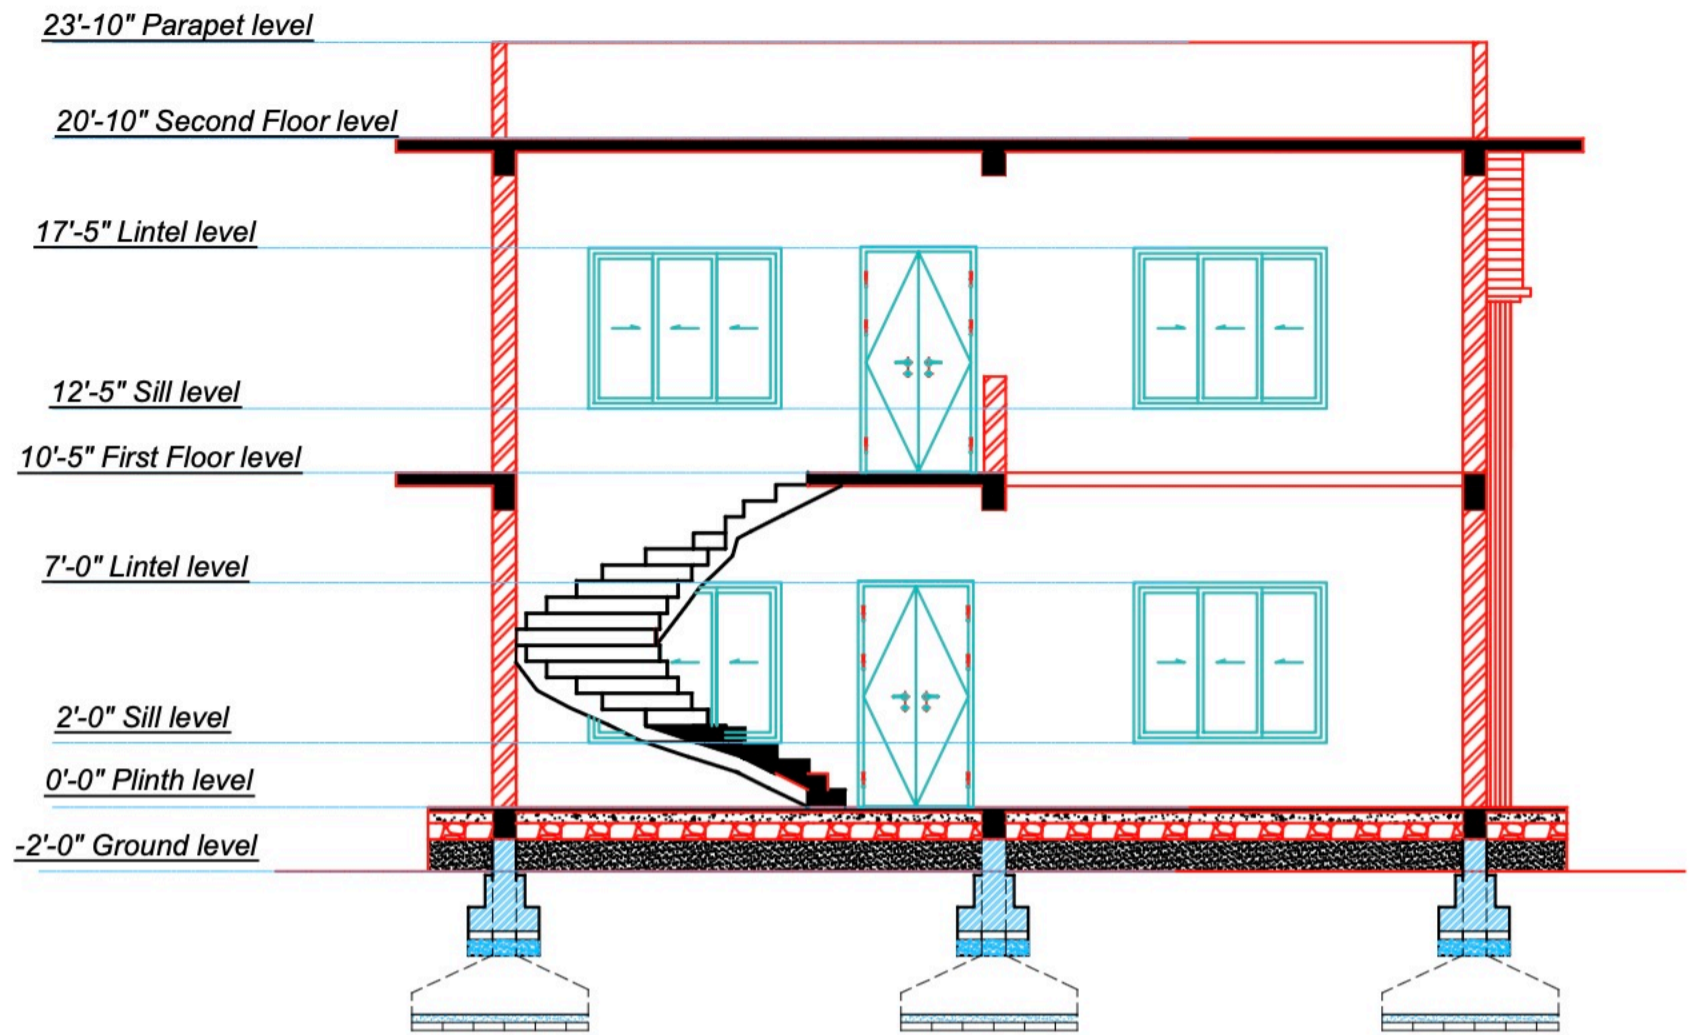 23'-10" Parapet level
20'-10" Second Floor level
17'-5" Lintel level
12'-5" Sill level
10'-5" First Floor level
7'-0" Lintel level
2'-0" Sill level
0'-0" Plinth level
-2'-0" Ground level